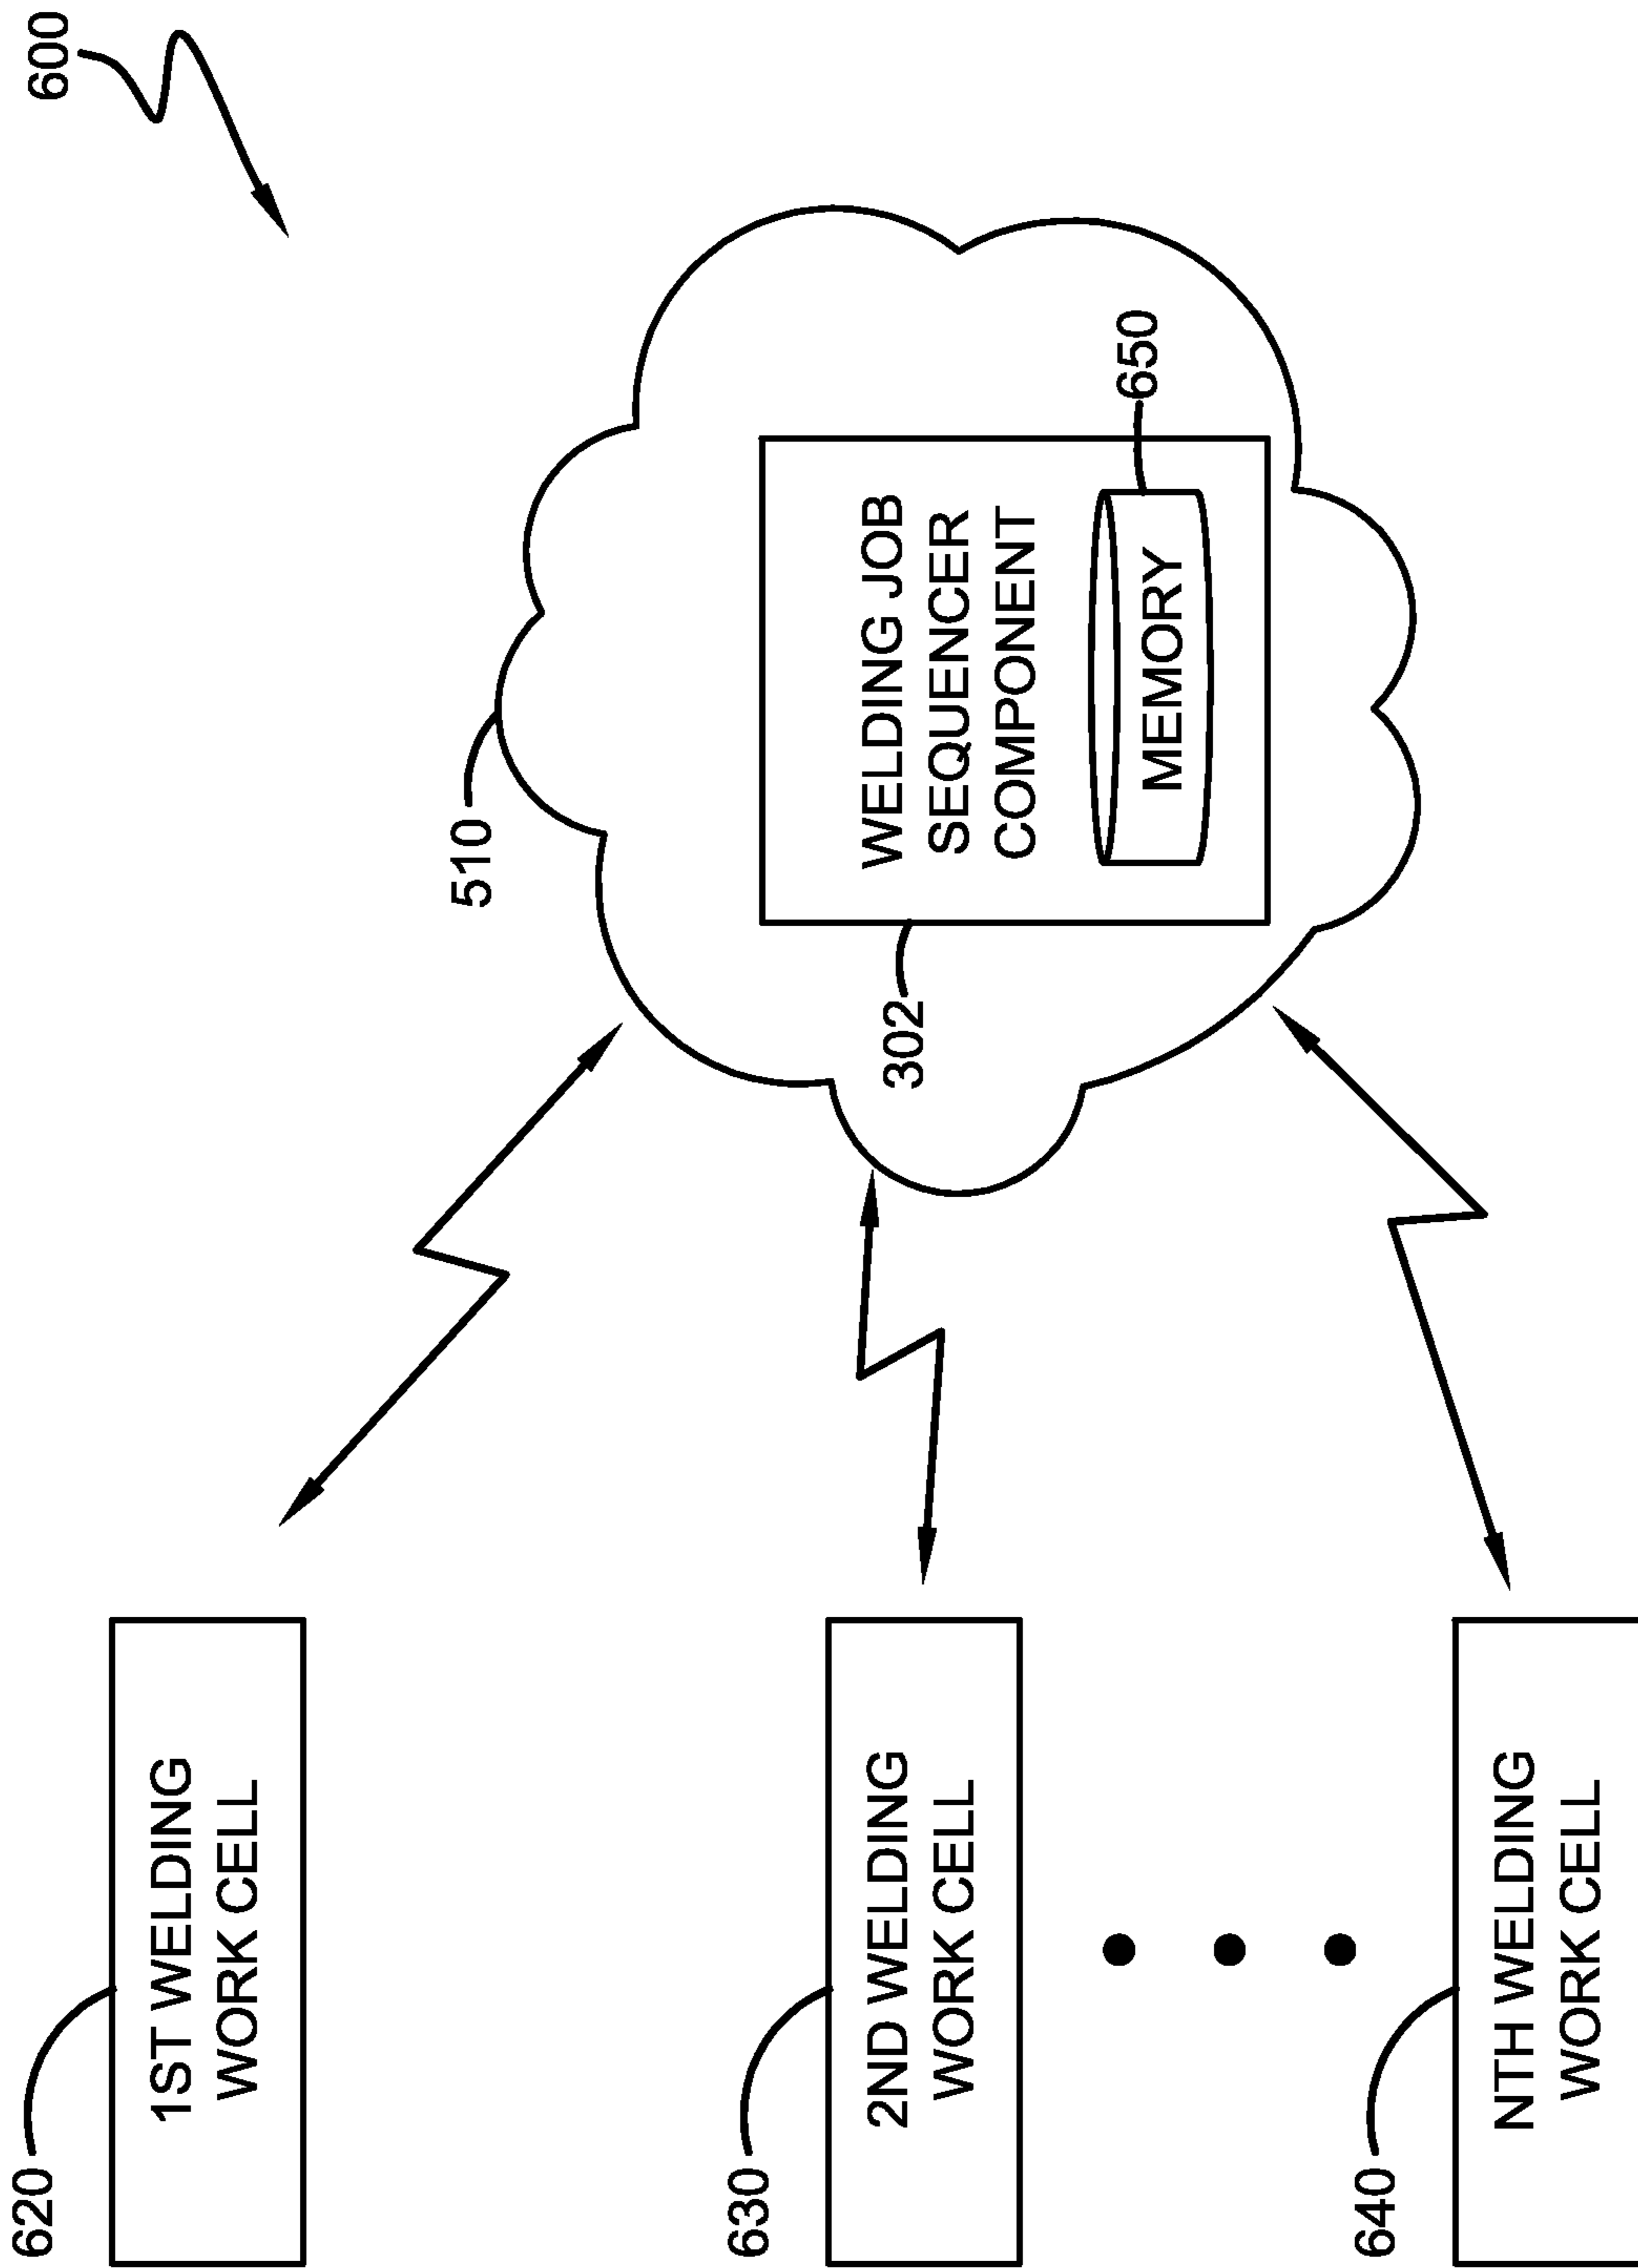 600
510
620
1ST WELDING
WORK CELL
302
WELDING JOB
SEQUENCER
COMPONENT
MEMORY
650
630
2ND WELDING
WORK CELL
640
NTH WELDING
WORK CELL